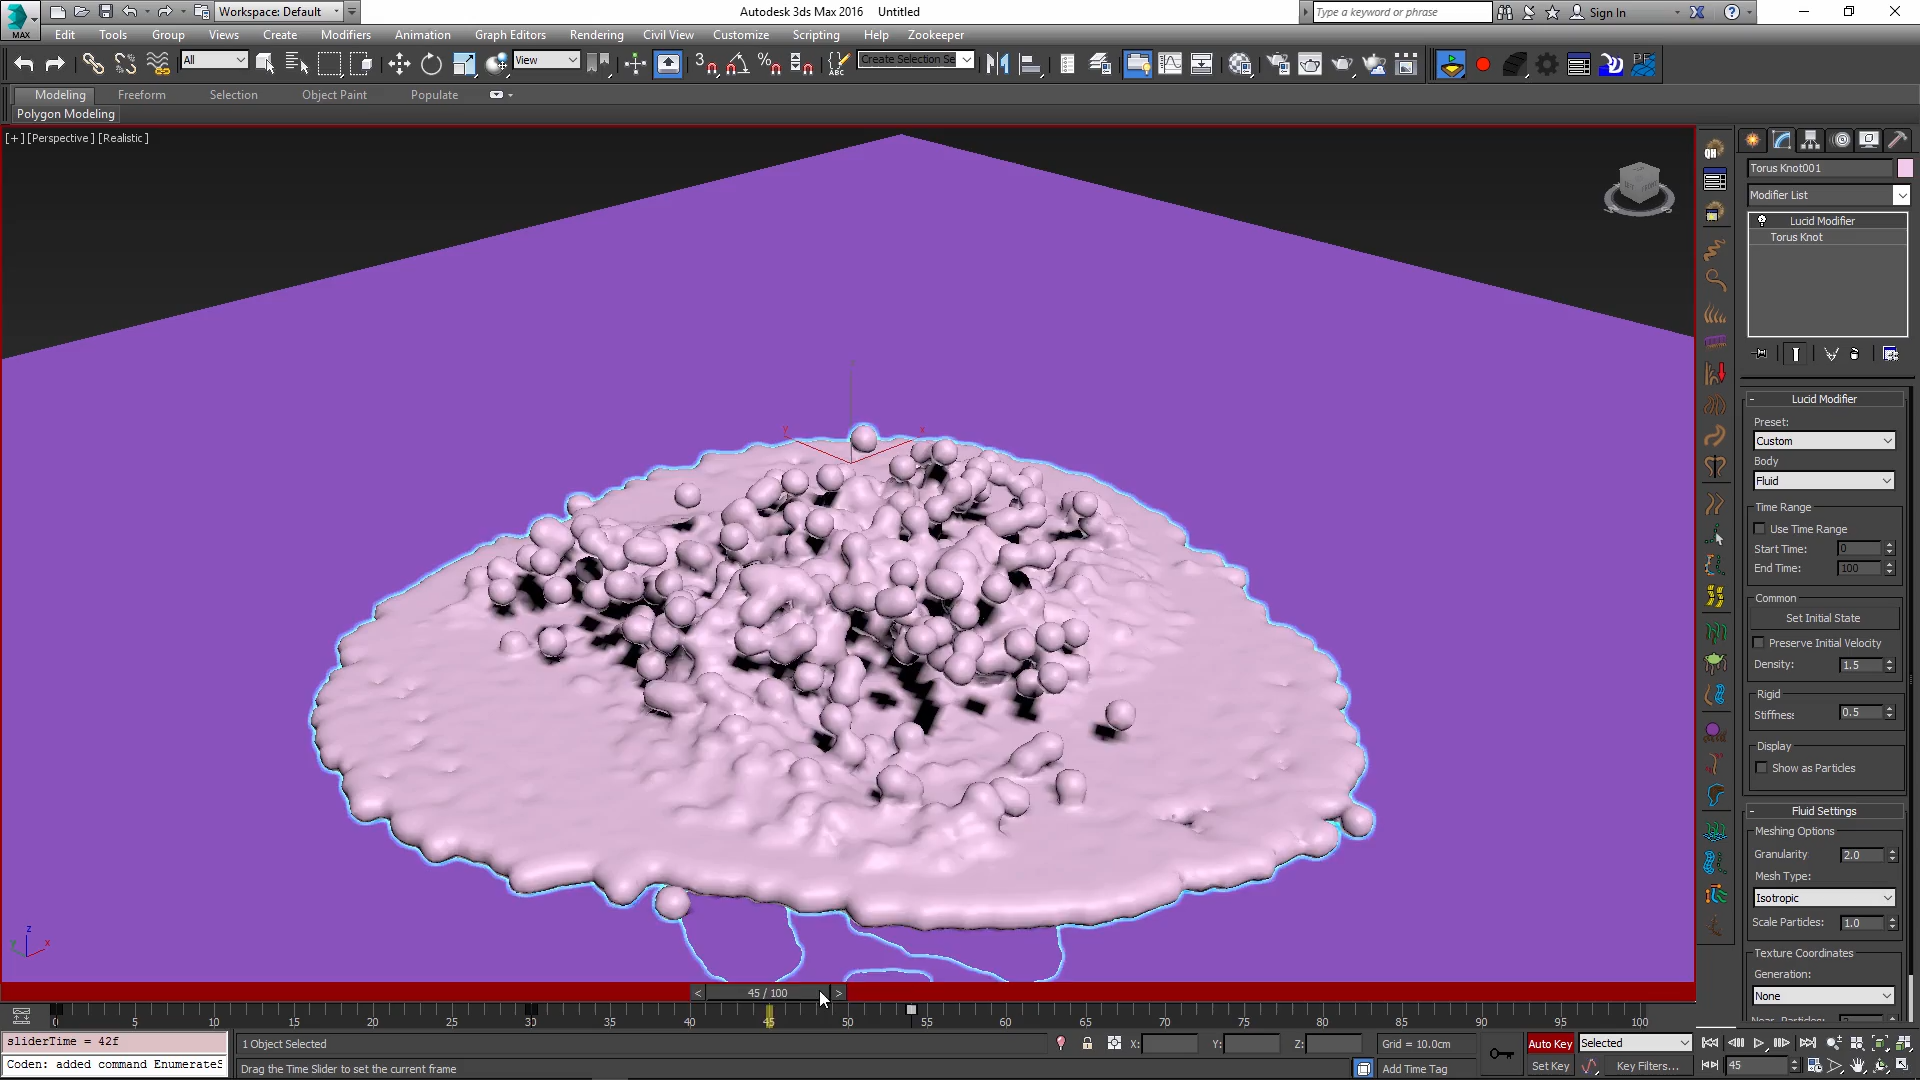 MAX
Workspace: Default
Autodesk 3ds Max 2016 Untitled
Type a keyword or phrase
Sign In
Edit Tools Group Views Create Modifiers Animation Graph Editors Rendering Civil View Customize Scripting Help Zookeeper
All
View
3
%
ABC
Create Selection Se
PF
Modeling Freeform Selection Object Paint Populate
Polygon Modeling
[+] [Perspective] [Realistic]
QH
Torus Knot001
Modifier List
Lucid Modifier
Torus Knot
y
x
- Lucid Modifier
Preset:
Custom
Body
Fluid
Time Range
Use Time Range
Start Time: 0
End Time: 100
Common
Set Initial State
Preserve Initial Velocity
Density: 1.5
Rigid
Stiffness 0.5
Display
Show as Particles
- Fluid Settings
Meshing Options
Granularity 2.0
Mesh Type:
Isotropic
Scale Particles: 1.0
Texture Coordinates
Generation:
None
z
x
< 45 / 100 >
0 5 10 15 20 25 30 35 40 45 50 55 60 65 70 75 80 85 90 95 100
sliderTime = 42f
1 Object Selected
X: Y: Z:
Grid = 10.0cm
Auto Key
Selected
Coden: added command EnumerateS
Drag the Time Slider to set the current frame
Add Time Tag
Set Key
Key Filters...
45